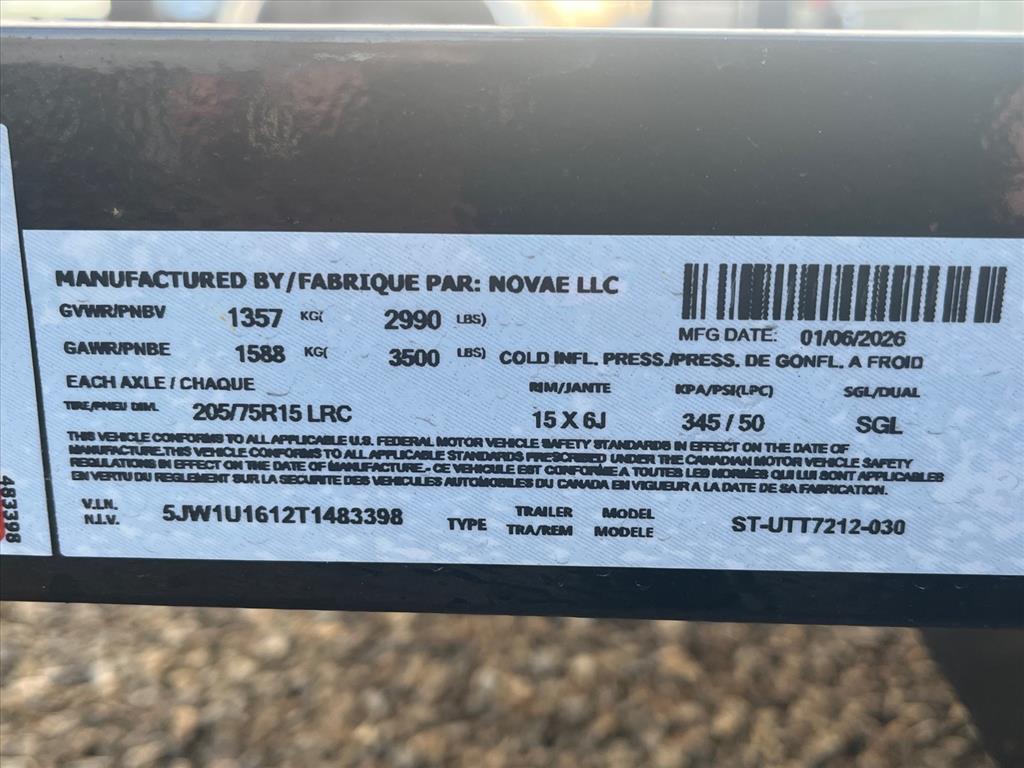 MANUFACTURED BY/FABRIQUE PAR: NOVAE LLC
GVWR/PNBV 1357 KG( 2990 LBS)
MFG DATE: 01/06/2026
GAWR/PNBE 1588 KG( 3500 LBS) COLD INFL. PRESS./PRESS. DE GONFL. A FROID
EACH AXLE / CHAQUE RIM/JANTE KPA/PSI(LPC) SGL/DUAL
TIRE/PNEU DIM. 205/75R15 LRC 15 X 6J 345 / 50 SGL
THIS VEHICLE CONFORMS TO ALL APPLICABLE U.S. FEDERAL MOTOR VEHICLE SAFETY STANDARDS IN EFFECT ON THE DATE OF
MANUFACTURE.THIS VEHICLE CONFORMS TO ALL APPLICABLE STANDARDS PRESCRIBED UNDER THE CANADIAN MOTOR VEHICLE SAFETY
REGULATIONS IN EFFECT ON THE DATE OF MANUFACTURE.- CE VEHICULE EST CONFORME A TOUTES LES NORMES QUI LUI SONT APPLICABLES
EN VERTU DU REGLEMENT SUR LA SECURITE DES VEHICULES AUTOMOBILES DU CANADA EN VIGUEUR A LA DATE DE SA FABRICATION.
V.I.N. 5JW1U1612T1483398 TYPE TRAILER MODEL ST-UTT7212-030
N.I.V. TRA/REM MODELE
483398